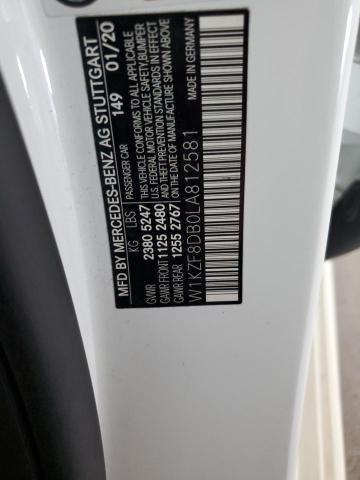 MFD BY MERCEDES-BENZ AG STUTTGART
PASSENGER CAR 149 01/20
KG LBS
GVWR 2380 5247
GAWR FRONT 1125 2480
GAWR REAR 1255 2767
THIS VEHICLE CONFORMS TO ALL APPLICABLE
FEDERAL MOTOR VEHICLE SAFETY, BUMPER
AND THEFT PREVENTION STANDARDS IN EFFECT
ON THE DATE OF MANUFACTURE SHOWN ABOVE
MADE IN GERMANY
W1KZF8DB0LA812581